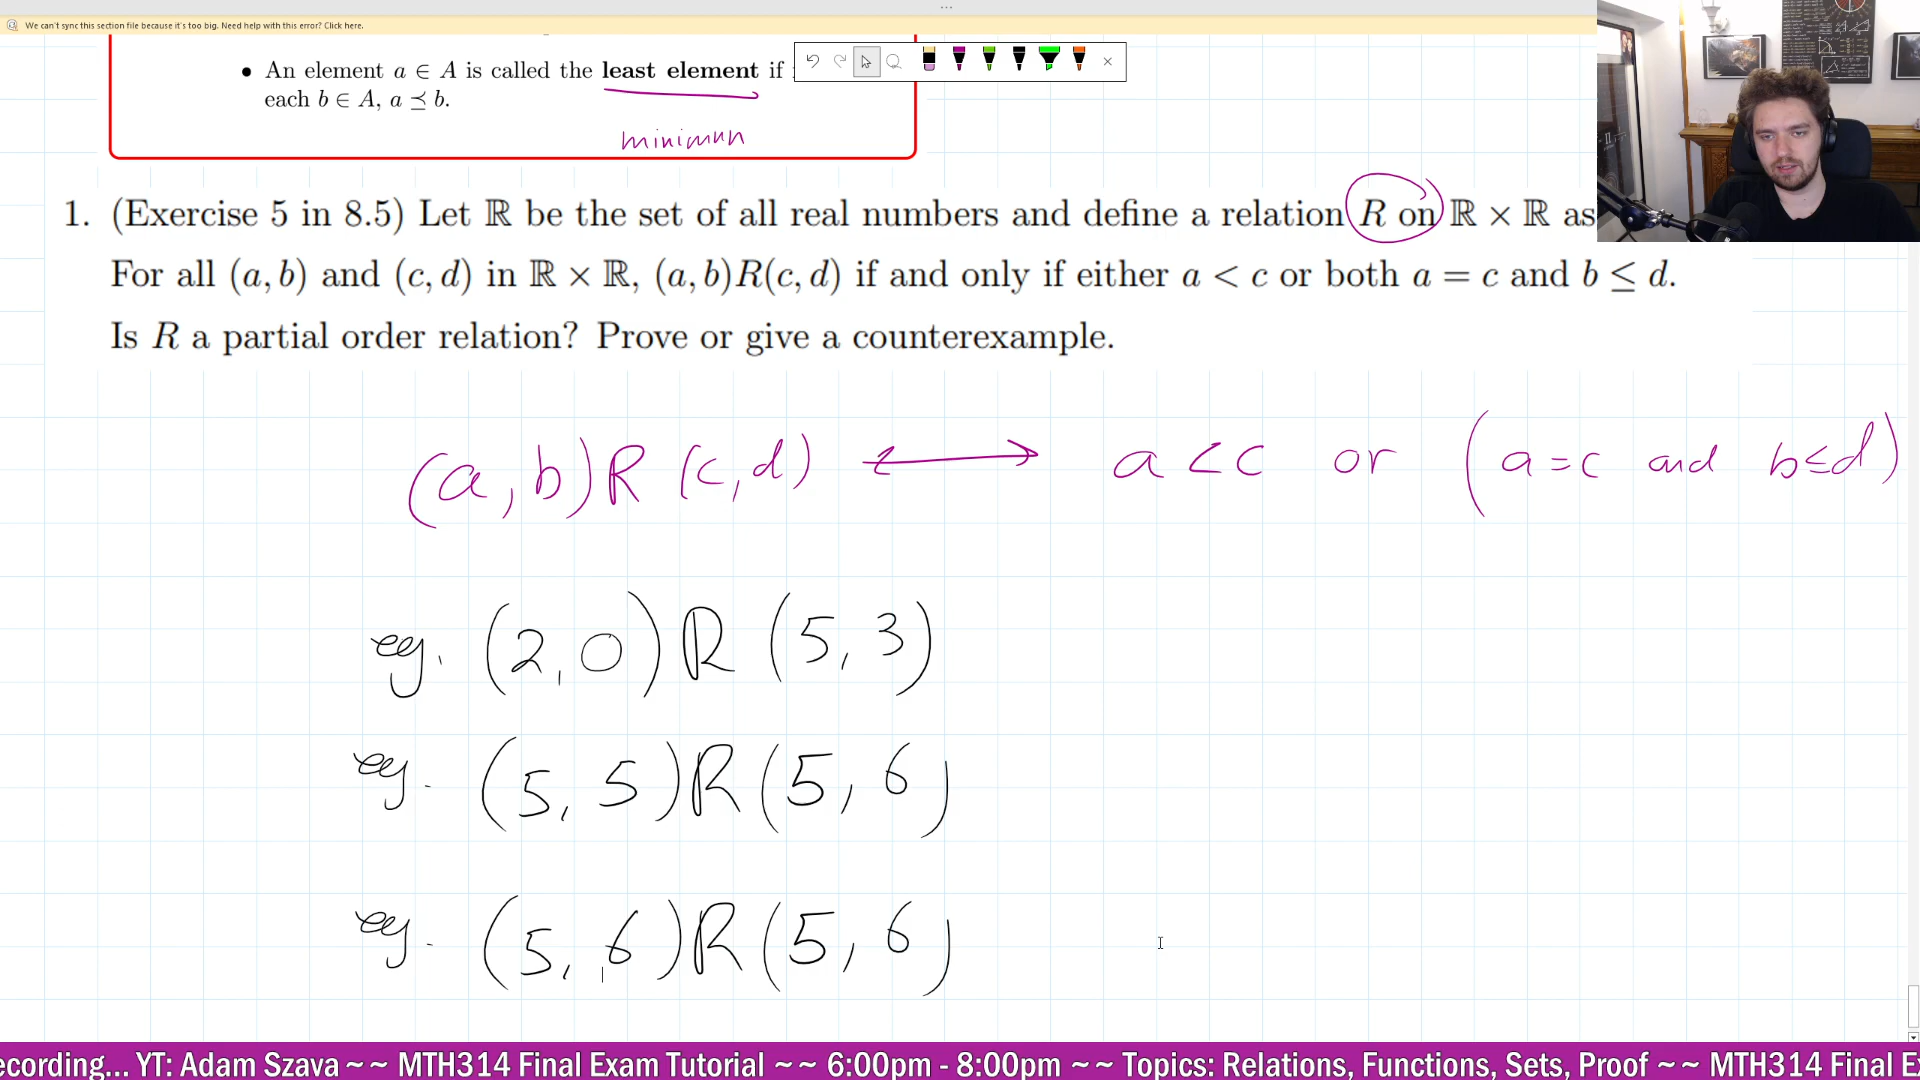 We can't sync this section file because it's too big. Need help with this error? Click here.
• An element a ∈ A is called the least element if
each b ∈ A, a ⪯ b.
minimum
1. (Exercise 5 in 8.5) Let ℝ be the set of all real numbers and define a relation R on ℝ × ℝ as
For all (a, b) and (c, d) in ℝ × ℝ, (a, b)R(c, d) if and only if either a < c or both a = c and b ≤ d.
Is R a partial order relation? Prove or give a counterexample.
(a, b) R (c, d) ⟷ a < c or (a = c and b ≤ d)
eg. (2, 0) R (5, 3)
eg. (5, 5) R (5, 6)
eg. (5, 6) R (5, 6)
ecording... YT: Adam Szava ~~ MTH314 Final Exam Tutorial ~~ 6:00pm - 8:00pm ~~ Topics: Relations, Functions, Sets, Proof ~~ MTH314 Final E